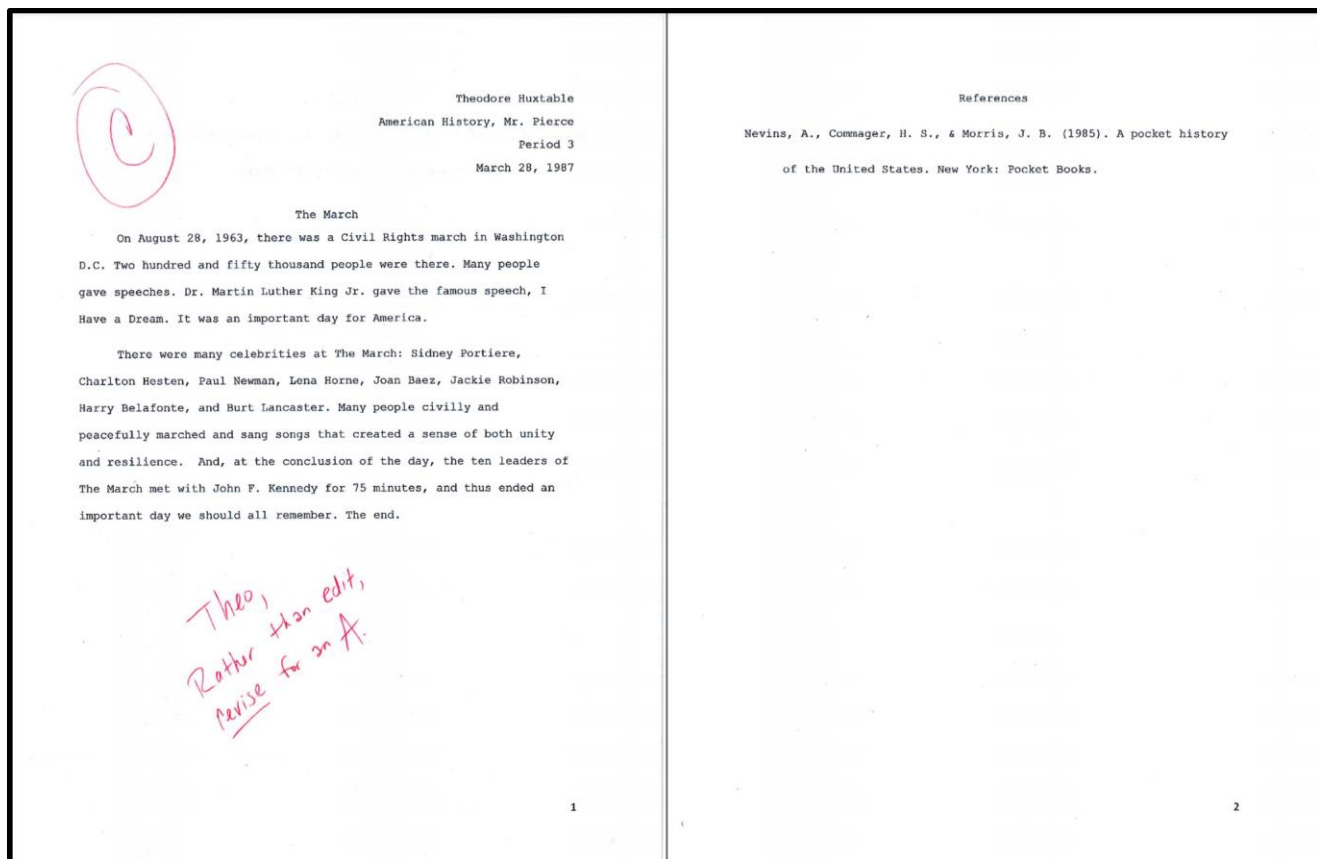 C
Theodore Huxtable
American History, Mr. Pierce
Period 3
March 28, 1987
The March
On August 28, 1963, there was a Civil Rights march in Washington
D.C. Two hundred and fifty thousand people were there. Many people
gave speeches. Dr. Martin Luther King Jr. gave the famous speech, I
Have a Dream. It was an important day for America.
There were many celebrities at The March: Sidney Portiere,
Charlton Hesten, Paul Newman, Lena Horne, Joan Baez, Jackie Robinson,
Harry Belafonte, and Burt Lancaster. Many people civilly and
peacefully marched and sang songs that created a sense of both unity
and resilience.  And, at the conclusion of the day, the ten leaders of
The March met with John F. Kennedy for 75 minutes, and thus ended an
important day we should all remember. The end.
Theo,
Rather than edit,
revise for an A.
1
References
Nevins, A., Commager, H. S., & Morris, J. B. (1985). A pocket history
of the United States. New York: Pocket Books.
2